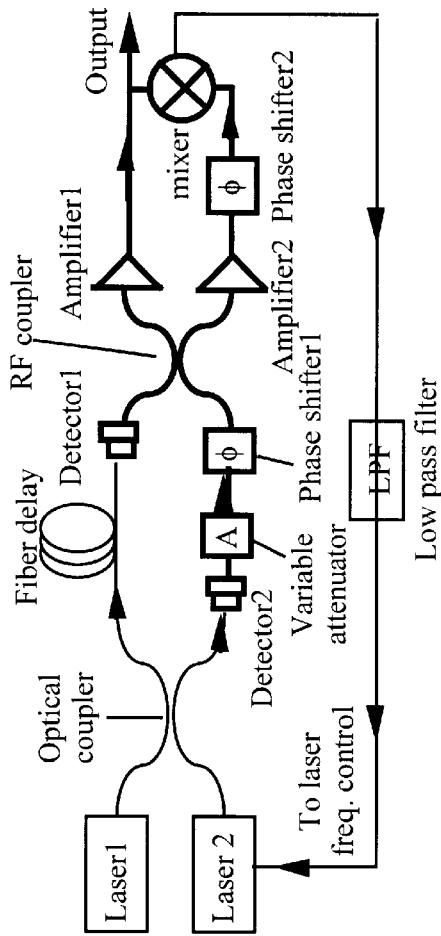 Laser1
Laser 2
Optical
coupler
Fiber delay
Detector1
Detector2
A
Variable
attenuator
ϕ
Phase shifter1
RF coupler
Amplifier1
Amplifier2
ϕ
Phase shifter2
mixer
Output
LPF
Low pass filter
To laser
freq. control